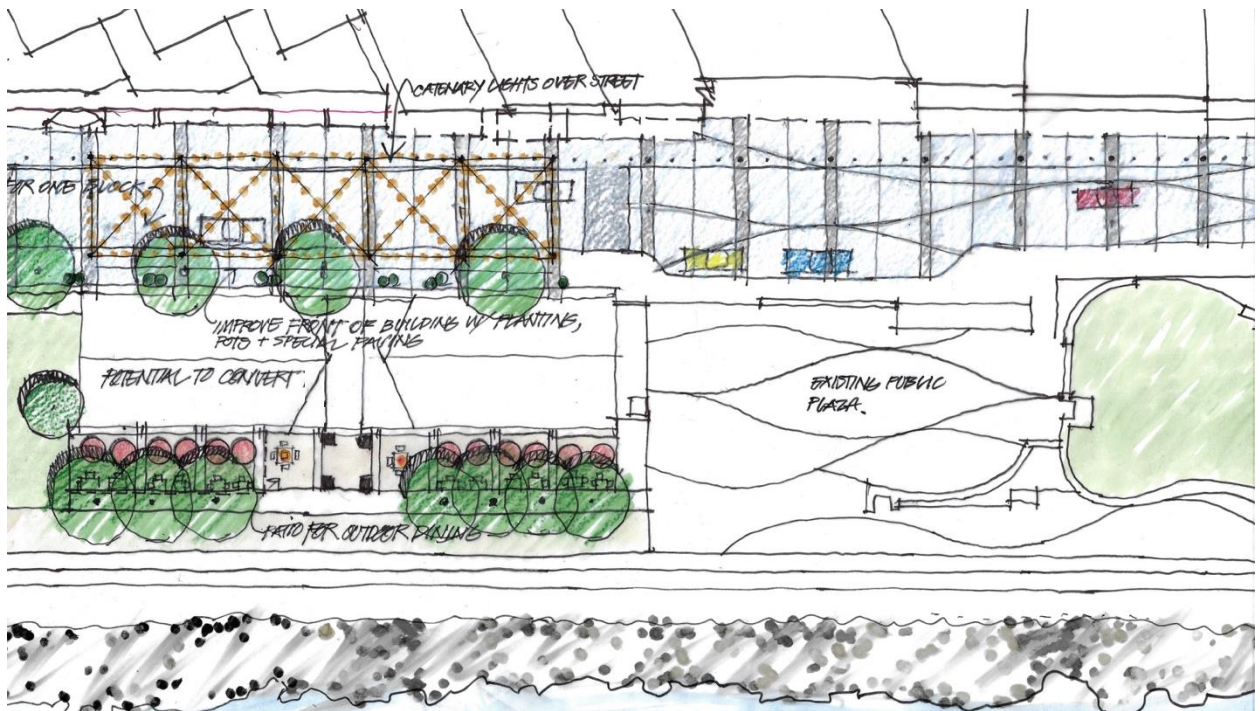 CATENARY LIGHTS OVER STREET
FOR ONE BLOCK
IMPROVE FRONT OF BUILDING W/ PLANTING,
POTS + SPECIAL PAVING
POTENTIAL TO CONVERT
EXISTING PUBLIC
PLAZA.
PATIO FOR OUTDOOR DINING